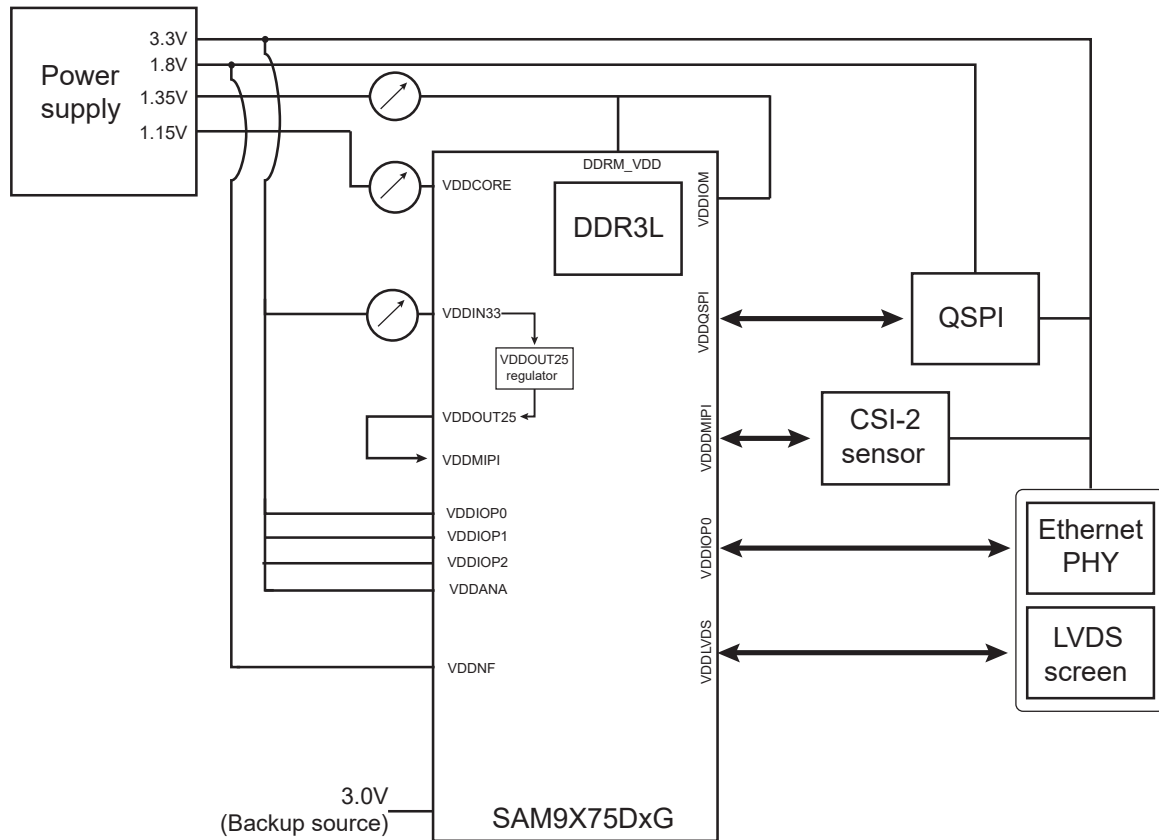 3.3V
1.8V
1.35V
1.15V
Power
supply
DDRM_VDD
VDDCORE
VDDIOM
DDR3L
VDDIN33
VDDQSPI
QSPI
VDDOUT25
regulator
VDDOUT25
VDDMIPI
VDDDMIPI
CSI-2
sensor
VDDIOP0
VDDIOP1
VDDIOP2
VDDANA
VDDIOP0
Ethernet
PHY
VDDNF
VDDLVDS
LVDS
screen
3.0V
(Backup source)
SAM9X75DxG